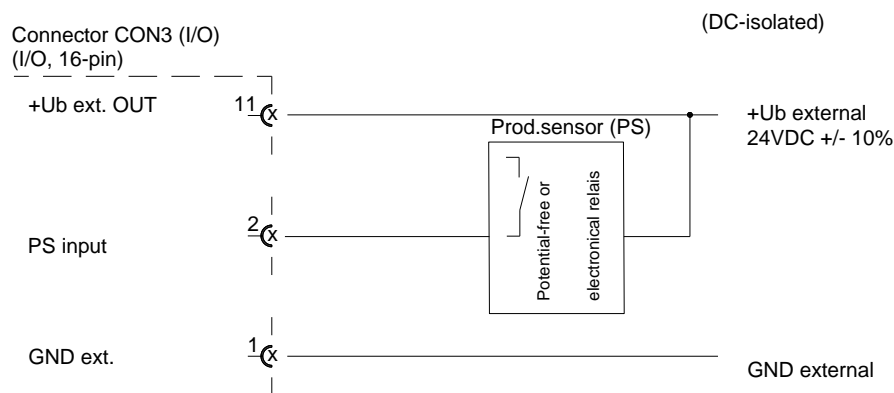 (DC-isolated)
Connector CON3 (I/O)
(I/O, 16-pin)
+Ub ext. OUT
11
x
+Ub external
24VDC +/- 10%
Prod.sensor (PS)
Potential-free or
electronical relais
PS input
2
x
GND ext.
1
x
GND external